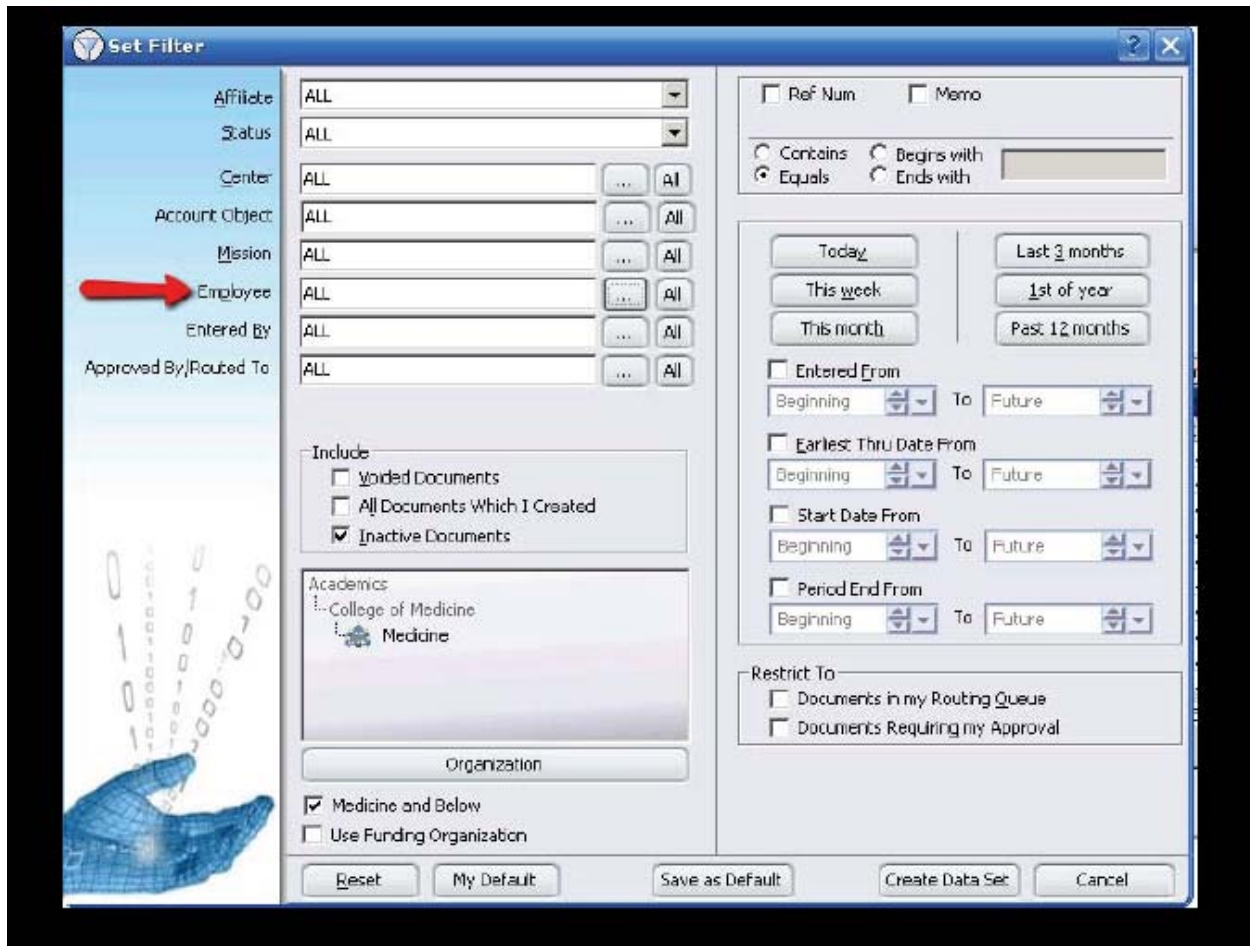 Set Filter
Affiliate ALL
Status ALL
Center ALL ... All
Account Object ALL ... All
Mission ALL ... All
Employee ALL ... All
Entered By ALL ... All
Approved By/Routed To ALL ... All
Include
Voided Documents
All Documents Which I Created
Inactive Documents
Academics
College of Medicine
Medicine
Organization
Medicine and Below
Use Funding Organization
Ref Num Memo
Contains Begins with
Equals Ends with
Today Last 3 months
This week 1st of year
This month Past 12 months
Entered From
Beginning To Future
Earliest Thru Date From
Beginning To Future
Start Date From
Beginning To Future
Period End From
Beginning To Future
Restrict To
Documents in my Routing Queue
Documents Requiring my Approval
Reset My Default Save as Default Create Data Set Cancel